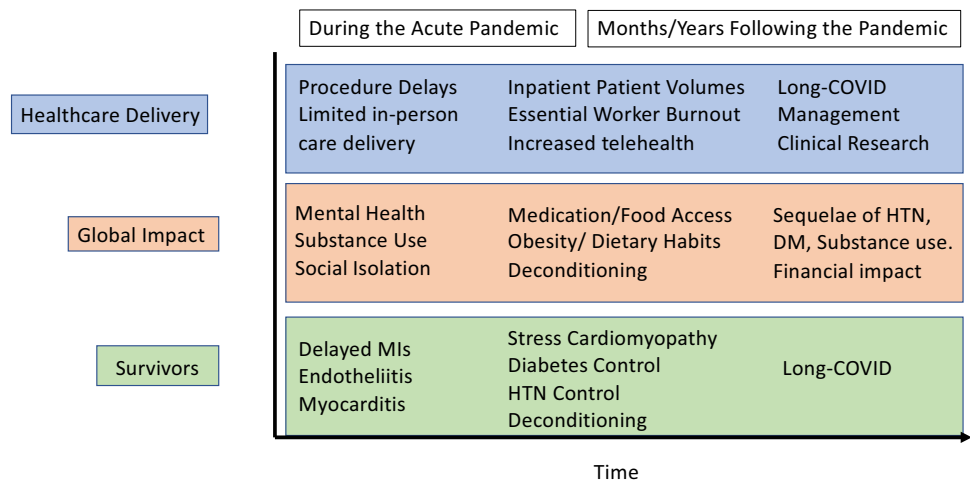 During the Acute Pandemic
Months/Years Following the Pandemic
Healthcare Delivery
Procedure Delays
Limited in-person
care delivery
Inpatient Patient Volumes
Essential Worker Burnout
Increased telehealth
Long-COVID
Management
Clinical Research
Global Impact
Mental Health
Substance Use
Social Isolation
Medication/Food Access
Obesity/ Dietary Habits
Deconditioning
Sequelae of HTN,
DM, Substance use.
Financial impact
Survivors
Delayed MIs
Endotheliitis
Myocarditis
Stress Cardiomyopathy
Diabetes Control
HTN Control
Deconditioning
Long-COVID
Time